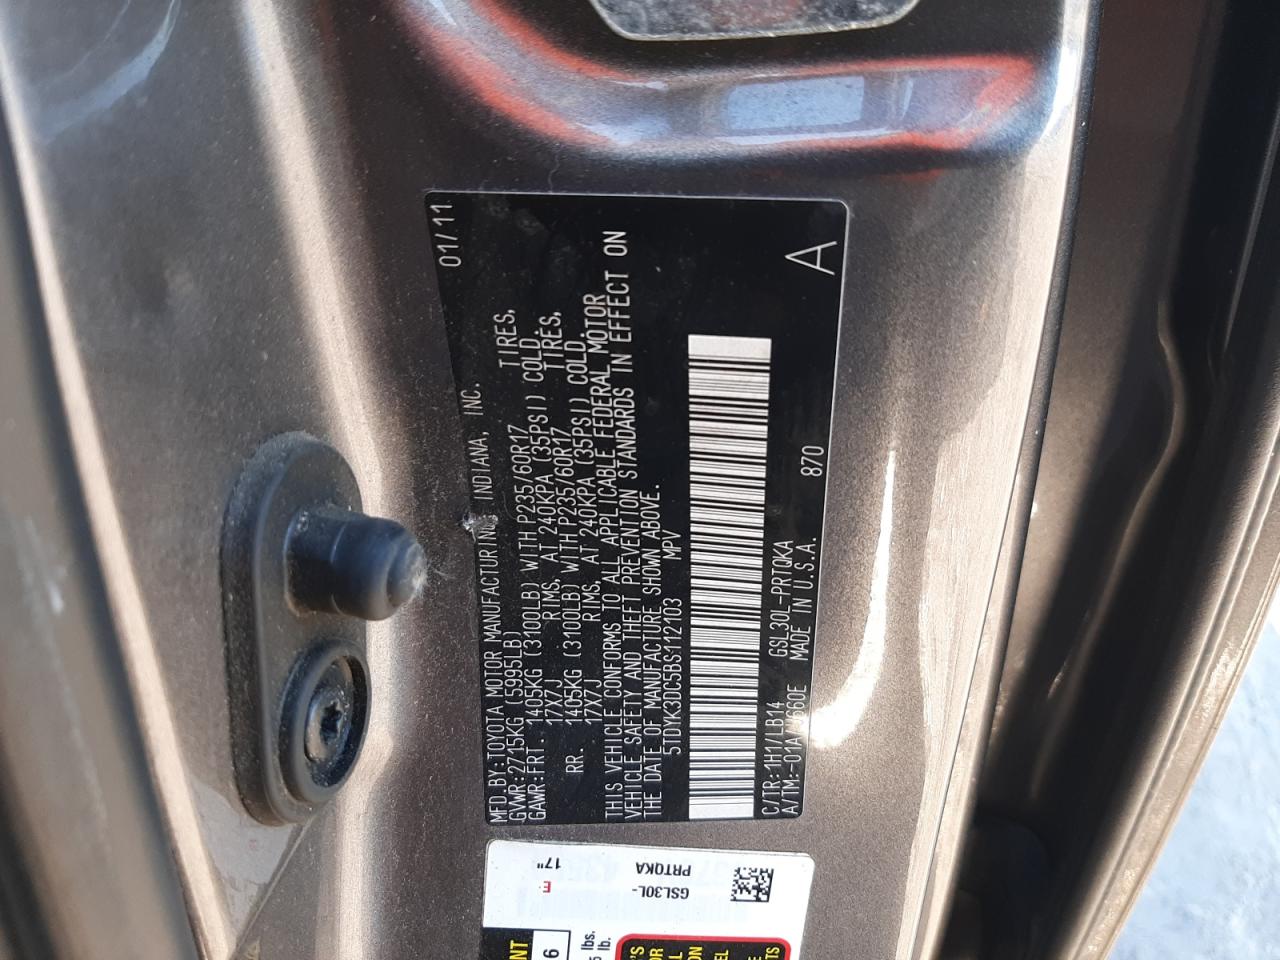 01/11
MFD.BY:TOYOTA MOTOR MANUFACTURING INDIANA, INC.
GVWR:2715KG (5995LB)
GAWR:FRT. 1405KG (3100LB) WITH P235/60R17 TIRES,
17X7J RIMS, AT 240KPA (35PSI) COLD.
RR. 1405KG (3100LB) WITH P235/60R17 TIRES,
17X7J RIMS, AT 240KPA (35PSI) COLD.
THIS VEHICLE CONFORMS TO ALL APPLICABLE FEDERAL MOTOR
VEHICLE SAFETY AND THEFT PREVENTION STANDARDS IN EFFECT ON
THE DATE OF MANUFACTURE SHOWN ABOVE.
5TDYK3DC5BS112103 MPV
C/TR:1H1/LB14 GSL30L-PRTQKA
A/TM:-01A/U660E MADE IN U.S.A. 870
A
17"
E
GSL30L-
PRTQKA
6
lbs.
lb.